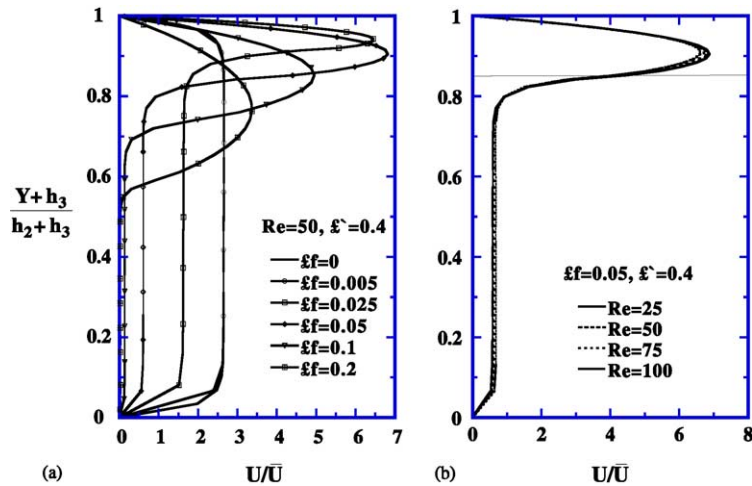 1
0.8
0.6
0.4
0.2
0
Y + h3
h2 + h3
Re=50, £`=0.4
£f=0
£f=0.005
£f=0.025
£f=0.05
£f=0.1
£f=0.2
0 1 2 3 4 5 6 7
(a)
U/Ū
1
0.8
0.6
0.4
0.2
0
£f=0.05, £`=0.4
Re=25
Re=50
Re=75
Re=100
0 2 4 6 8
(b)
U/Ū